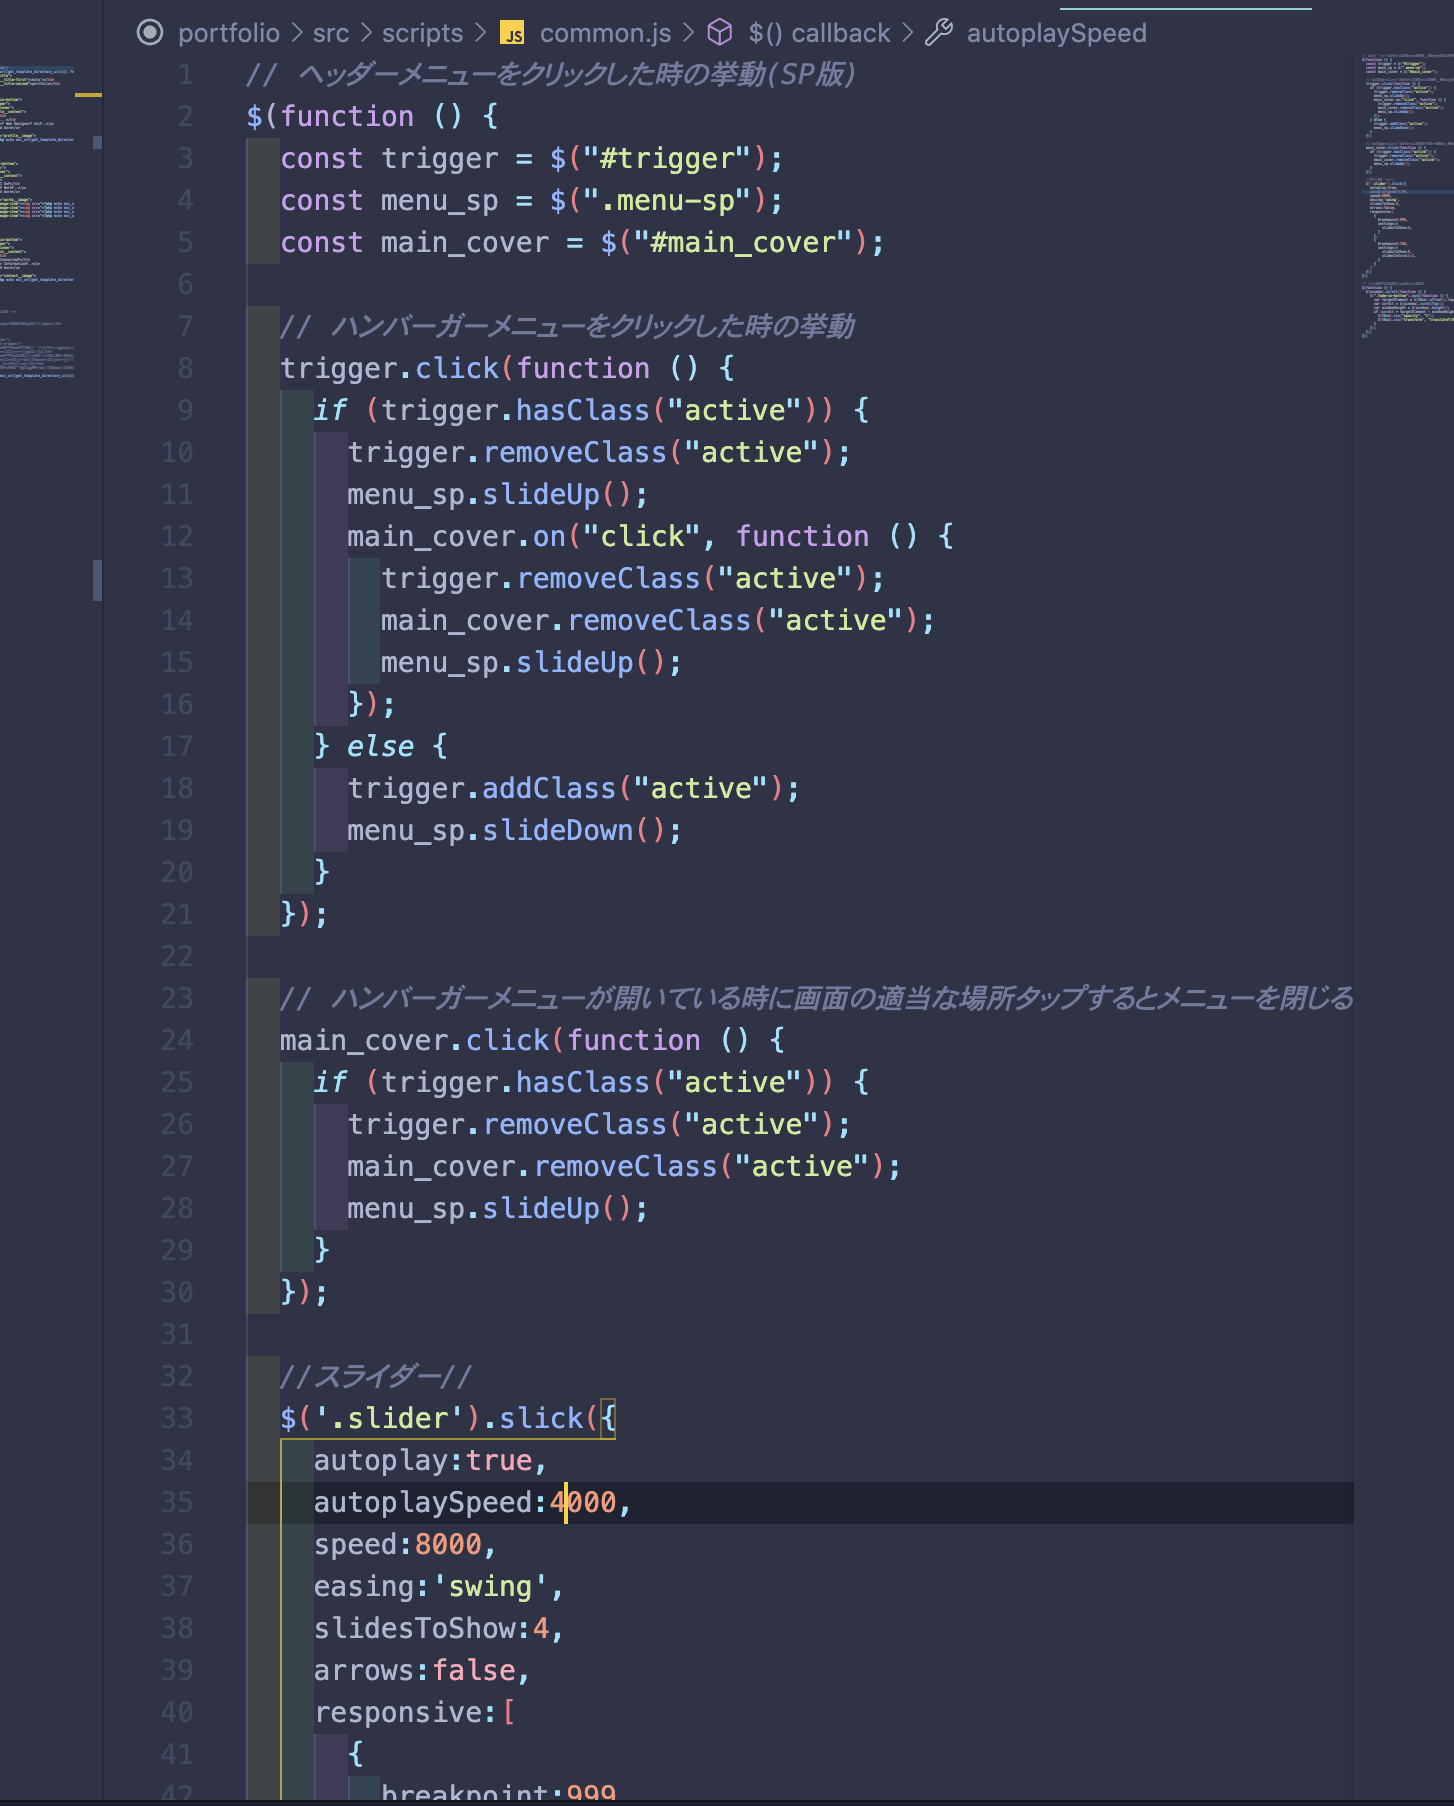 portfolio > src > scripts > JS common.js > $() callback > autoplaySpeed
1 // ヘッダーメニューをクリックした時の挙動(SP版)
2 $(function () {
3 const trigger = $("#trigger");
4 const menu_sp = $(".menu-sp");
5 const main_cover = $("#main_cover");
6
7 // ハンバーガーメニューをクリックした時の挙動
8 trigger.click(function () {
9 if (trigger.hasClass("active")) {
10 trigger.removeClass("active");
11 menu_sp.slideUp();
12 main_cover.on("click", function () {
13 trigger.removeClass("active");
14 main_cover.removeClass("active");
15 menu_sp.slideUp();
16 });
17 } else {
18 trigger.addClass("active");
19 menu_sp.slideDown();
20 }
21 });
22
23 // ハンバーガーメニューが開いている時に画面の適当な場所タップするとメニューを閉じる
24 main_cover.click(function () {
25 if (trigger.hasClass("active")) {
26 trigger.removeClass("active");
27 main_cover.removeClass("active");
28 menu_sp.slideUp();
29 }
30 });
31
32 //スライダー//
33 $('.slider').slick({
34 autoplay:true,
35 autoplaySpeed:4000,
36 speed:8000,
37 easing:'swing',
38 slidesToShow:4,
39 arrows:false,
40 responsive:[
41 {
42 breakpoint:999